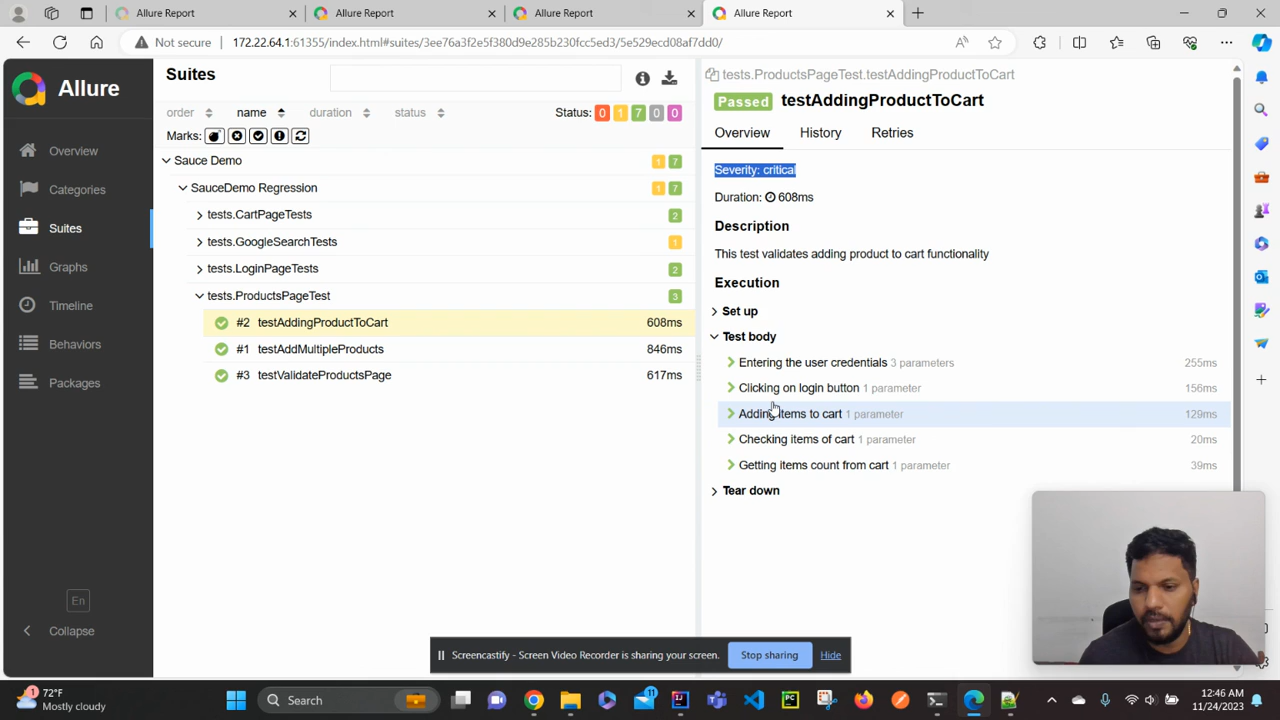 Allure Report
Allure Report
Allure Report
Allure Report
Not secure
172.22.64.1:61355/index.html#suites/3ee76a3f2e5f380d9e285b230fcc5ed3/5e529ecd08af7dd0/
Allure
Overview
Categories
Suites
Graphs
Timeline
Behaviors
Packages
En
Collapse
Suites
order name duration status Status: 0 1 7 0 0
Marks:
Sauce Demo 1 7
SauceDemo Regression 1 7
tests.CartPageTests 2
tests.GoogleSearchTests 1
tests.LoginPageTests 2
tests.ProductsPageTest 3
#2 testAddingProductToCart 608ms
#1 testAddMultipleProducts 846ms
#3 testValidateProductsPage 617ms
tests.ProductsPageTest.testAddingProductToCart
Passed testAddingProductToCart
Overview History Retries
Severity: critical
Duration: 608ms
Description
This test validates adding product to cart functionality
Execution
Set up
Test body
Entering the user credentials 3 parameters 255ms
Clicking on login button 1 parameter 156ms
Adding items to cart 1 parameter 129ms
Checking items of cart 1 parameter 20ms
Getting items count from cart 1 parameter 39ms
Tear down
Screencastify - Screen Video Recorder is sharing your screen. Stop sharing Hide
1
72°F
Mostly cloudy
Search
11
PC
12:46 AM
11/24/2023